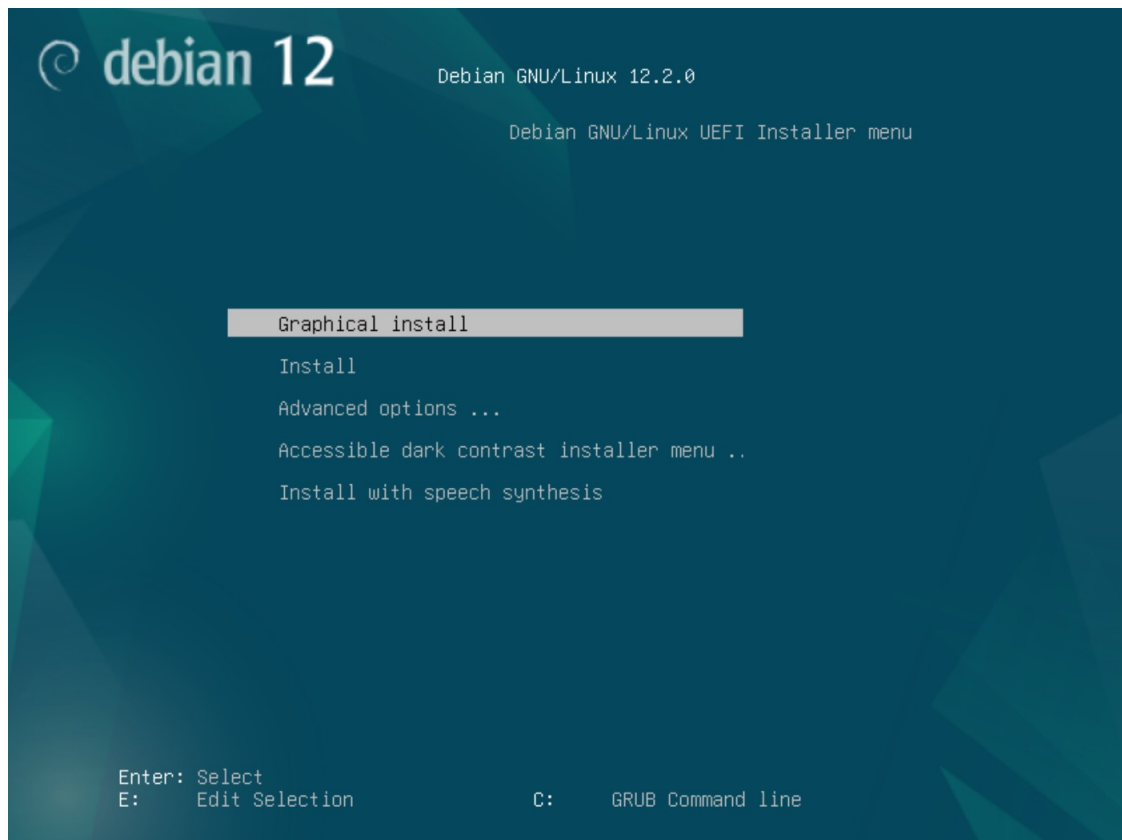 debian 12
Debian GNU/Linux 12.2.0
Debian GNU/Linux UEFI Installer menu
Graphical install
Install
Advanced options ...
Accessible dark contrast installer menu ..
Install with speech synthesis
Enter: Select
E: Edit Selection C: GRUB Command line